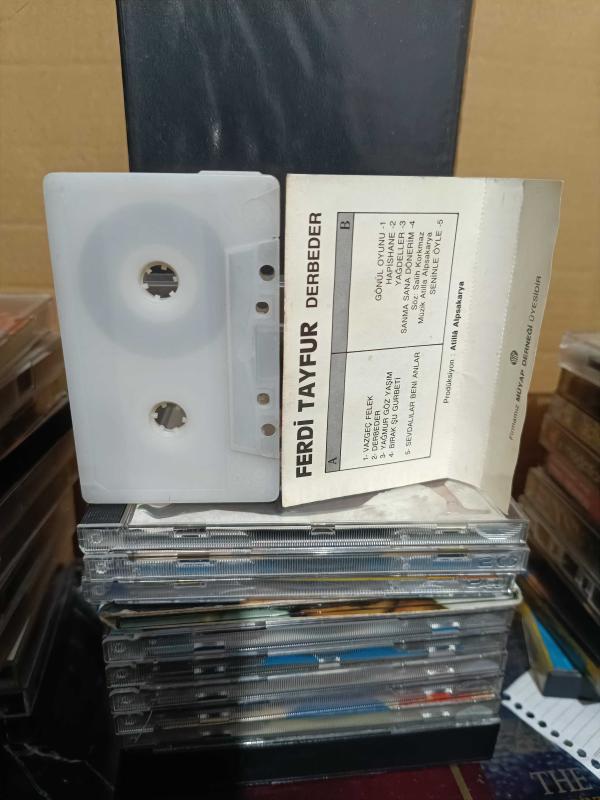 FERDİ TAYFUR DERBEDER
A
1- VAZGEÇ FELEK
2- DERBEDER
3- YAĞMUR GÖZ YAŞIM
4- BIRAK ŞU GURBETİ
5- SEVDALILAR BENİ ANLAR
B
GÖNÜL OYUNU -1
HAPİSHANE -2
YAĞDELLER -3
SANMA SANA DÖNERİM -4
Söz: Salih Korkmaz
Müzik Atilla Alpsakarya
SENİNLE ÖYLE -5
Prodüksiyon : Atillâ Alpsakarya
Firmamız MÜYAP DERNEĞİ ÜYESİDİR
THE